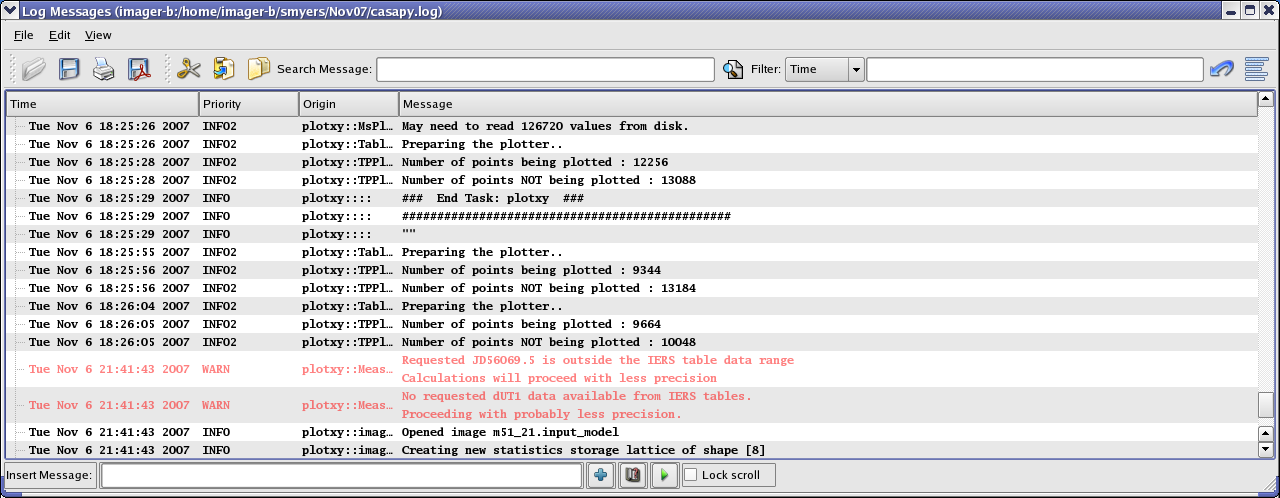 Log Messages (imager-b:/home/imager-b/smyers/Nov07/casapy.log)
File Edit View
Search Message: Filter: Time
Time Priority Origin Message
Tue Nov 6 18:25:26 2007 INFO2 plotxy::MsPl… May need to read 126720 values from disk.
Tue Nov 6 18:25:26 2007 INFO2 plotxy::Tabl… Preparing the plotter..
Tue Nov 6 18:25:28 2007 INFO2 plotxy::TPPl… Number of points being plotted : 12256
Tue Nov 6 18:25:28 2007 INFO2 plotxy::TPPl… Number of points NOT being plotted : 13088
Tue Nov 6 18:25:29 2007 INFO plotxy:::: ### End Task: plotxy ###
Tue Nov 6 18:25:29 2007 INFO plotxy:::: ###############################################
Tue Nov 6 18:25:29 2007 INFO plotxy:::: ""
Tue Nov 6 18:25:55 2007 INFO2 plotxy::Tabl… Preparing the plotter..
Tue Nov 6 18:25:56 2007 INFO2 plotxy::TPPl… Number of points being plotted : 9344
Tue Nov 6 18:25:56 2007 INFO2 plotxy::TPPl… Number of points NOT being plotted : 13184
Tue Nov 6 18:26:04 2007 INFO2 plotxy::Tabl… Preparing the plotter..
Tue Nov 6 18:26:05 2007 INFO2 plotxy::TPPl… Number of points being plotted : 9664
Tue Nov 6 18:26:05 2007 INFO2 plotxy::TPPl… Number of points NOT being plotted : 10048
Tue Nov 6 21:41:43 2007 WARN plotxy::Meas… Requested JD56069.5 is outside the IERS table data range
Calculations will proceed with less precision
Tue Nov 6 21:41:43 2007 WARN plotxy::Meas… No requested dUT1 data available from IERS tables.
Proceeding with probably less precision.
Tue Nov 6 21:41:43 2007 INFO plotxy::imag… Opened image m51_21.input_model
Tue Nov 6 21:41:43 2007 INFO plotxy::imag… Creating new statistics storage lattice of shape [8]
Insert Message: Lock scroll